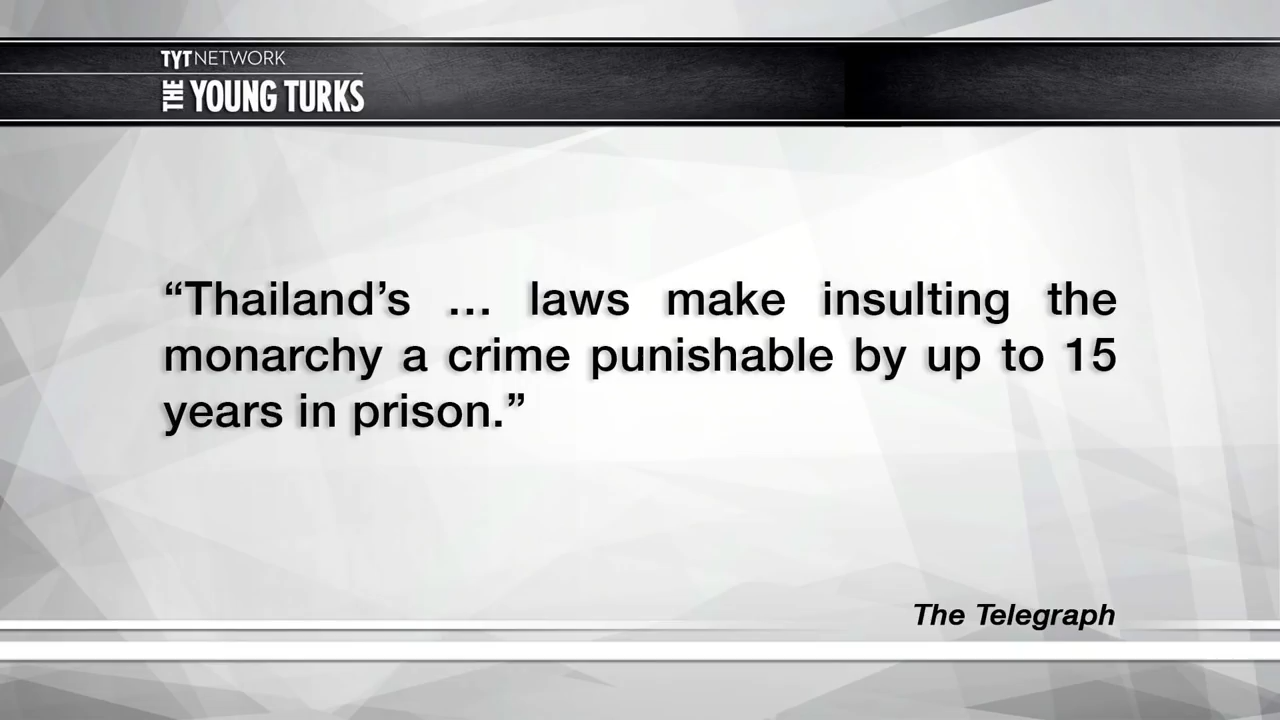 TYT NETWORK
THE YOUNG TURKS
“Thailand’s ... laws make insulting the
monarchy a crime punishable by up to 15
years in prison.”
The Telegraph